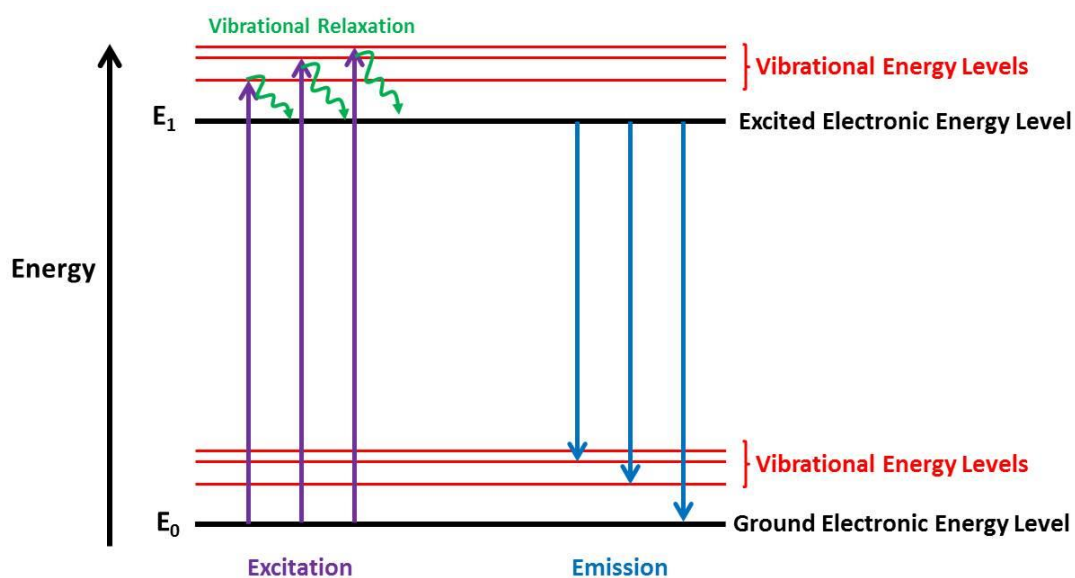 Vibrational Relaxation
Vibrational Energy Levels
E₁
Excited Electronic Energy Level
Energy
Vibrational Energy Levels
E₀
Ground Electronic Energy Level
Excitation
Emission